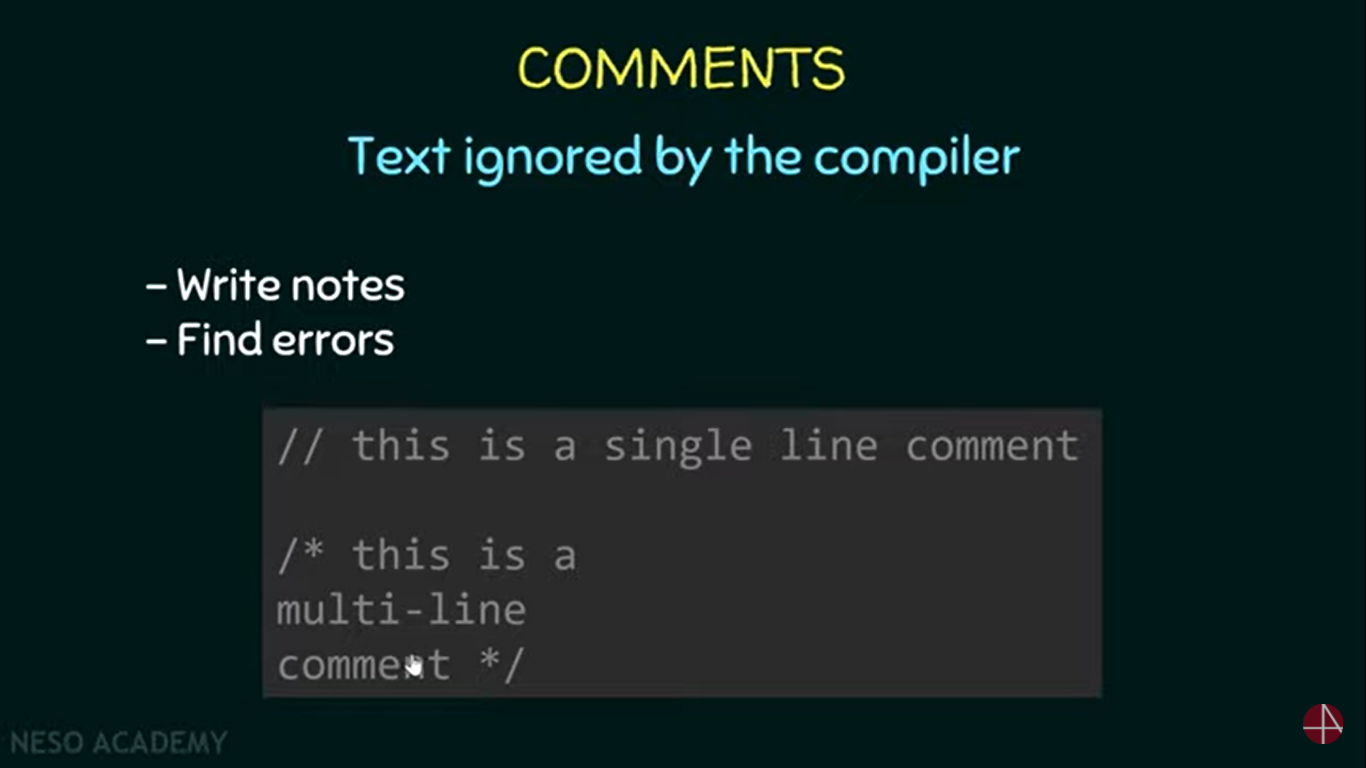 COMMENTS
Text ignored by the compiler
– Write notes
– Find errors
// this is a single line comment
/* this is a
multi-line
comment */
NESO ACADEMY